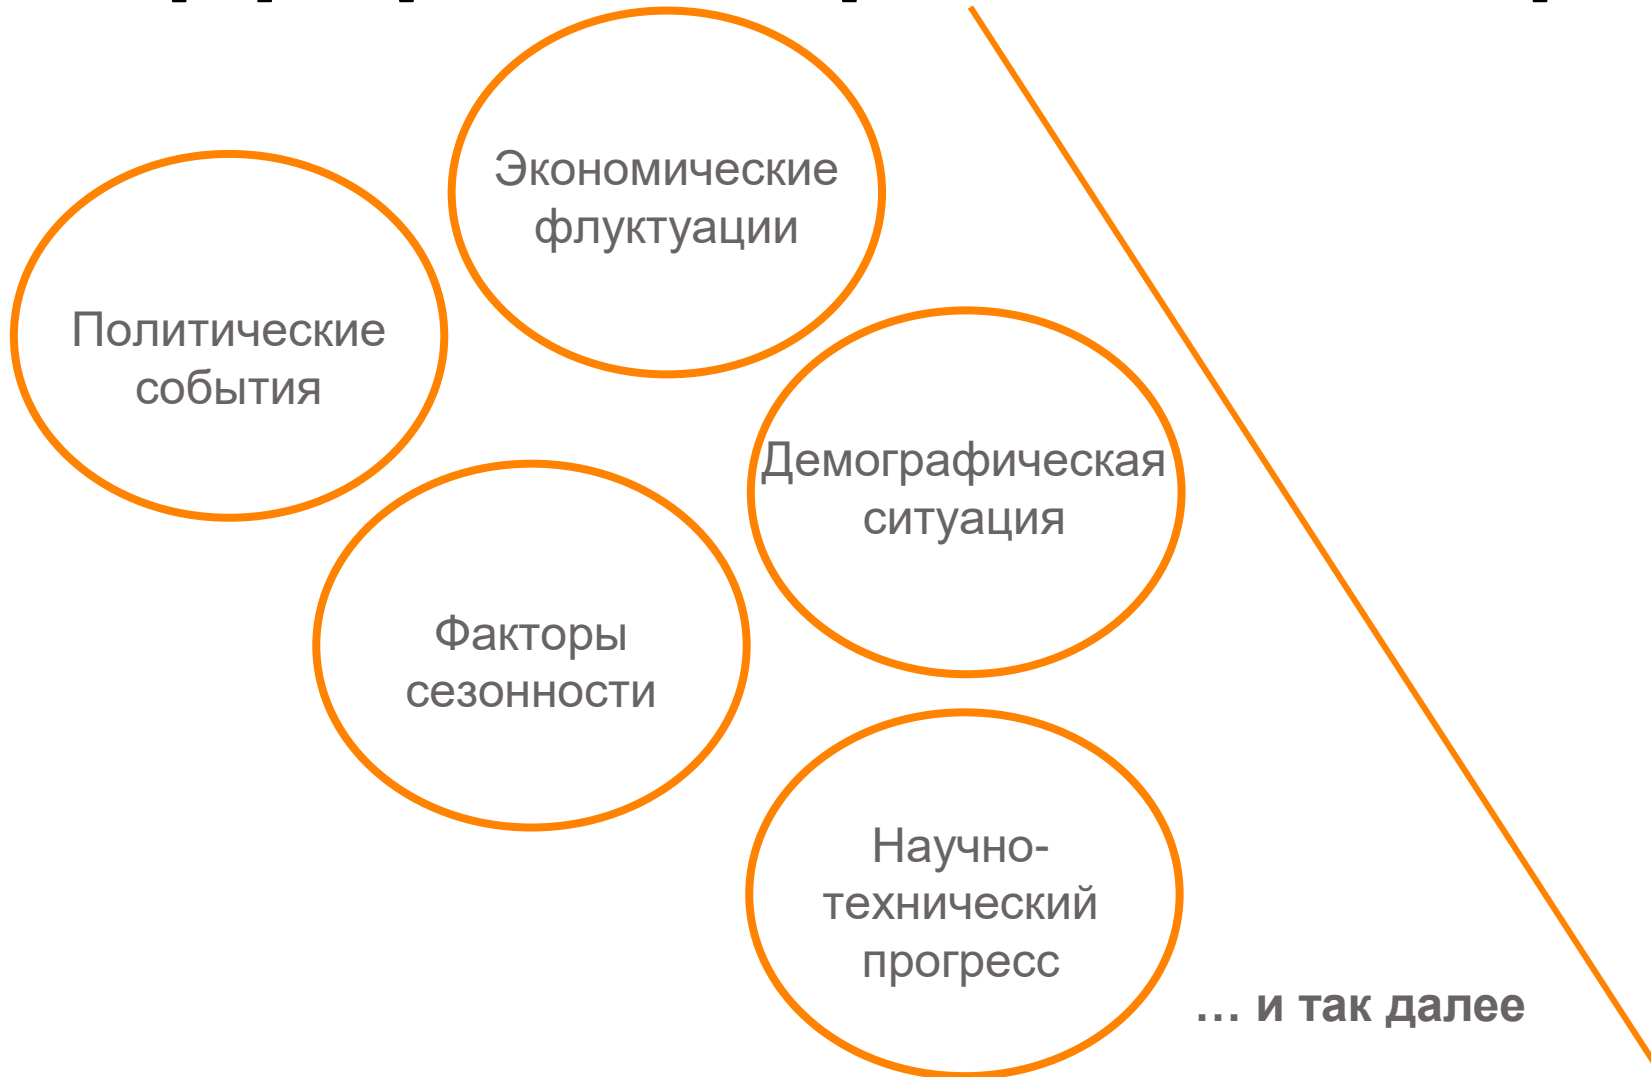 Экономические
флуктуации
Политические
события
Демографическая
ситуация
Факторы
сезонности
Научно-
технический
прогресс
... и так далее